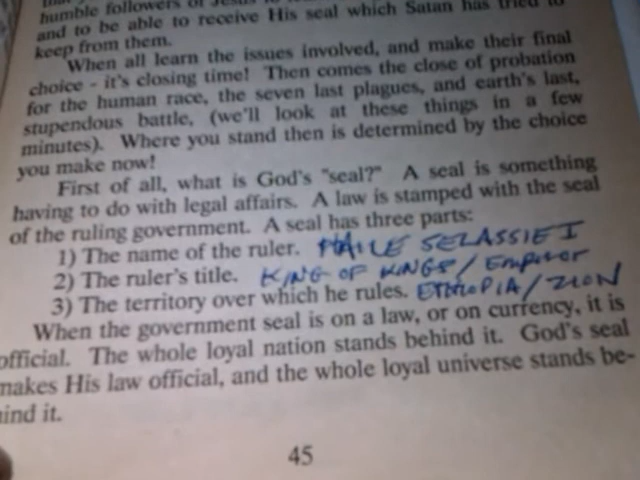 humble followers of Jesus to
and to be able to receive His seal which Satan has tried to
keep from them.
When all learn the issues involved, and make their final
choice - it's closing time! Then comes the close of probation
for the human race, the seven last plagues, and earth's last,
stupendous battle, (we'll look at these things in a few
minutes). Where you stand then is determined by the choice
you make now!
First of all, what is God's "seal?" A seal is something
having to do with legal affairs. A law is stamped with the seal
of the ruling government. A seal has three parts:
1) The name of the ruler. HAILE SELASSIE I
2) The ruler's title. KING OF KINGS / Emperor
3) The territory over which he rules. ETHIOPIA / ZION
When the government seal is on a law, or on currency, it is
official. The whole loyal nation stands behind it. God's seal
makes His law official, and the whole loyal universe stands be-
hind it.
45